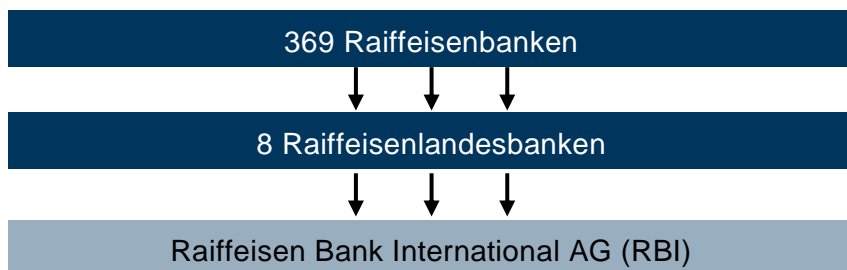 369 Raiffeisenbanken
8 Raiffeisenlandesbanken
Raiffeisen Bank International AG (RBI)